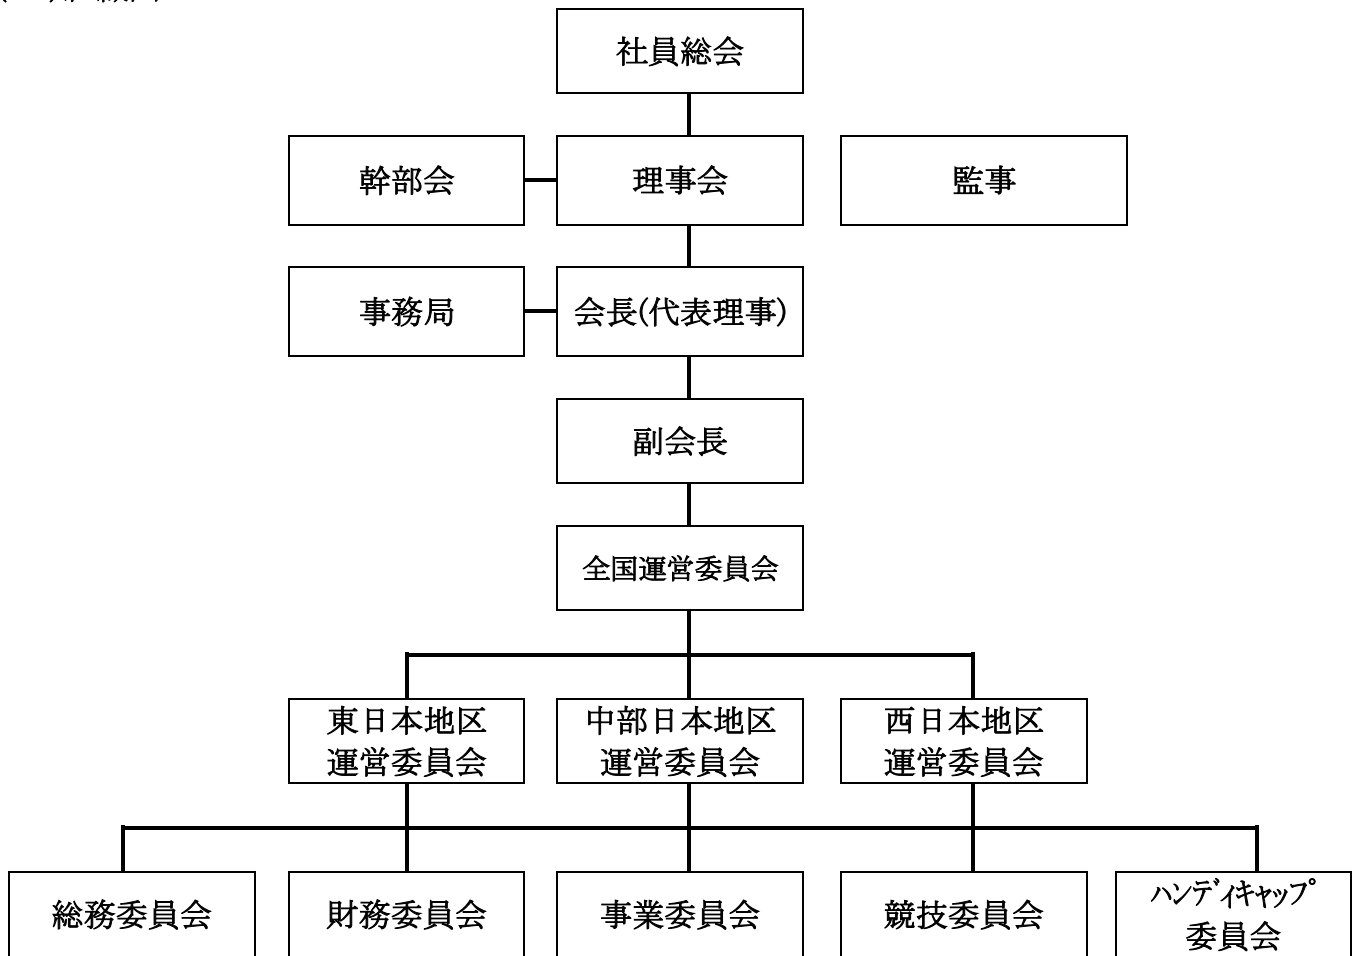 社員総会
幹部会
理事会
監事
事務局
会長(代表理事)
副会長
全国運営委員会
東日本地区
運営委員会
中部日本地区
運営委員会
西日本地区
運営委員会
総務委員会
財務委員会
事業委員会
競技委員会
ﾊﾝﾃﾞｨｷｬｯﾌﾟ
委員会